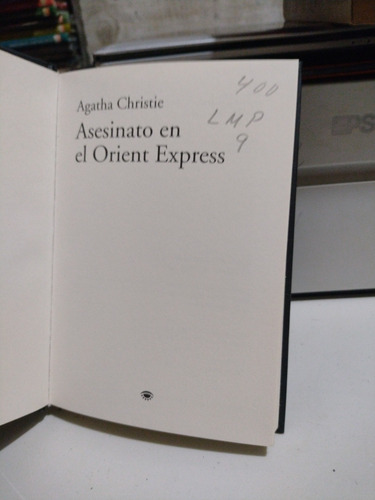 Agatha Christie
Asesinato en
el Orient Express
400
LMP
9
EPS